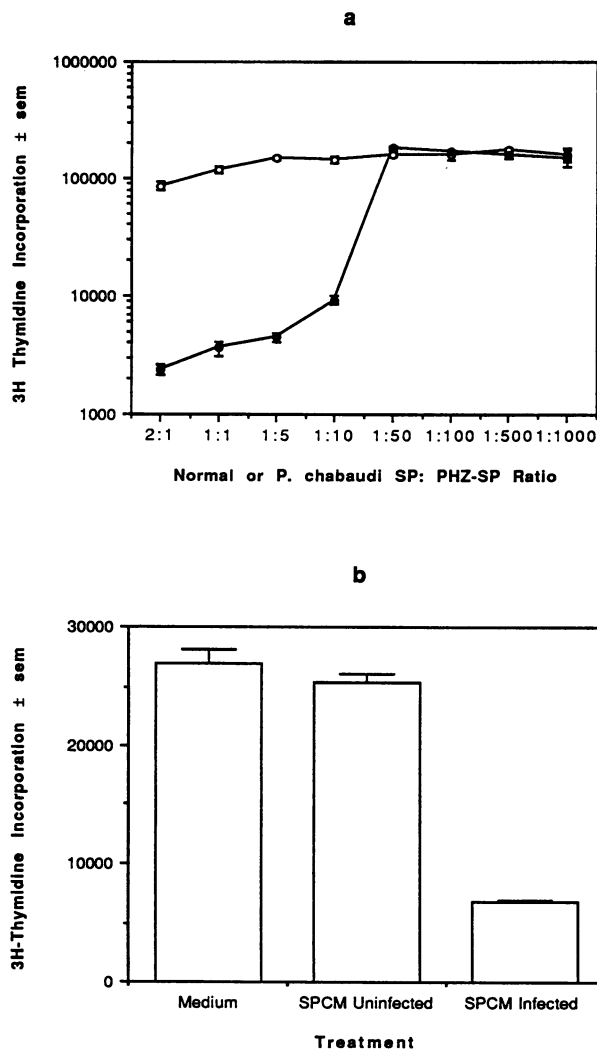 a
3H Thymidine Incorporation ± sem
1000000
100000
10000
1000
2:1 1:1 1:5 1:10 1:50 1:100 1:500 1:1000
Normal or P. chabaudi SP: PHZ-SP Ratio
b
3H-Thymidine Incorporation ± sem
30000
20000
10000
0
Medium SPCM Uninfected SPCM Infected
Treatment